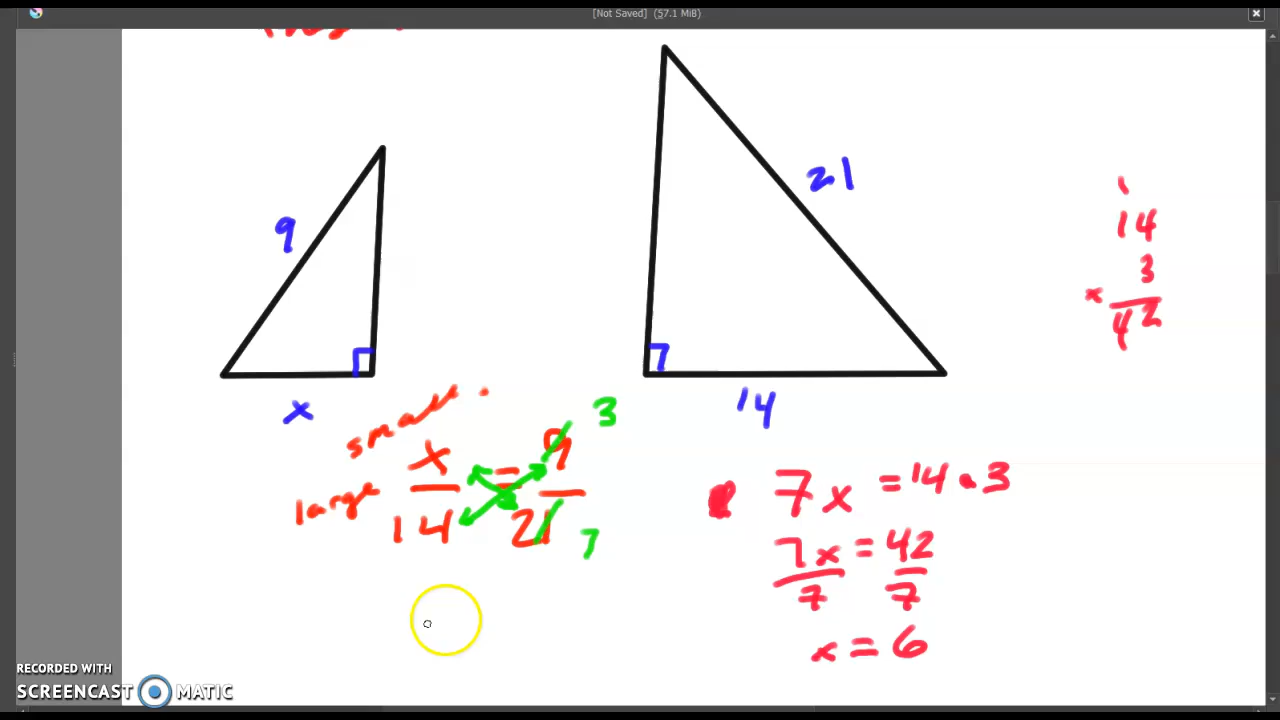 [Not Saved] (57.1 MiB)
21
14
3
×
42
9
x
14
small
large
x/14 = 9/21
3
7
7x = 14 • 3
7x = 42
7 7
x = 6
RECORDED WITH
SCREENCAST MATIC